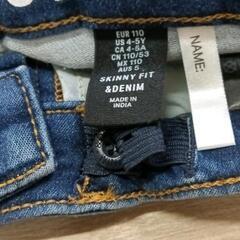 EUR 110
US 4-5Y
CA 4-5A
CN 110/53
MX 110
AUS 5
SKINNY FIT
&DENIM
MADE IN
INDIA
NAME: